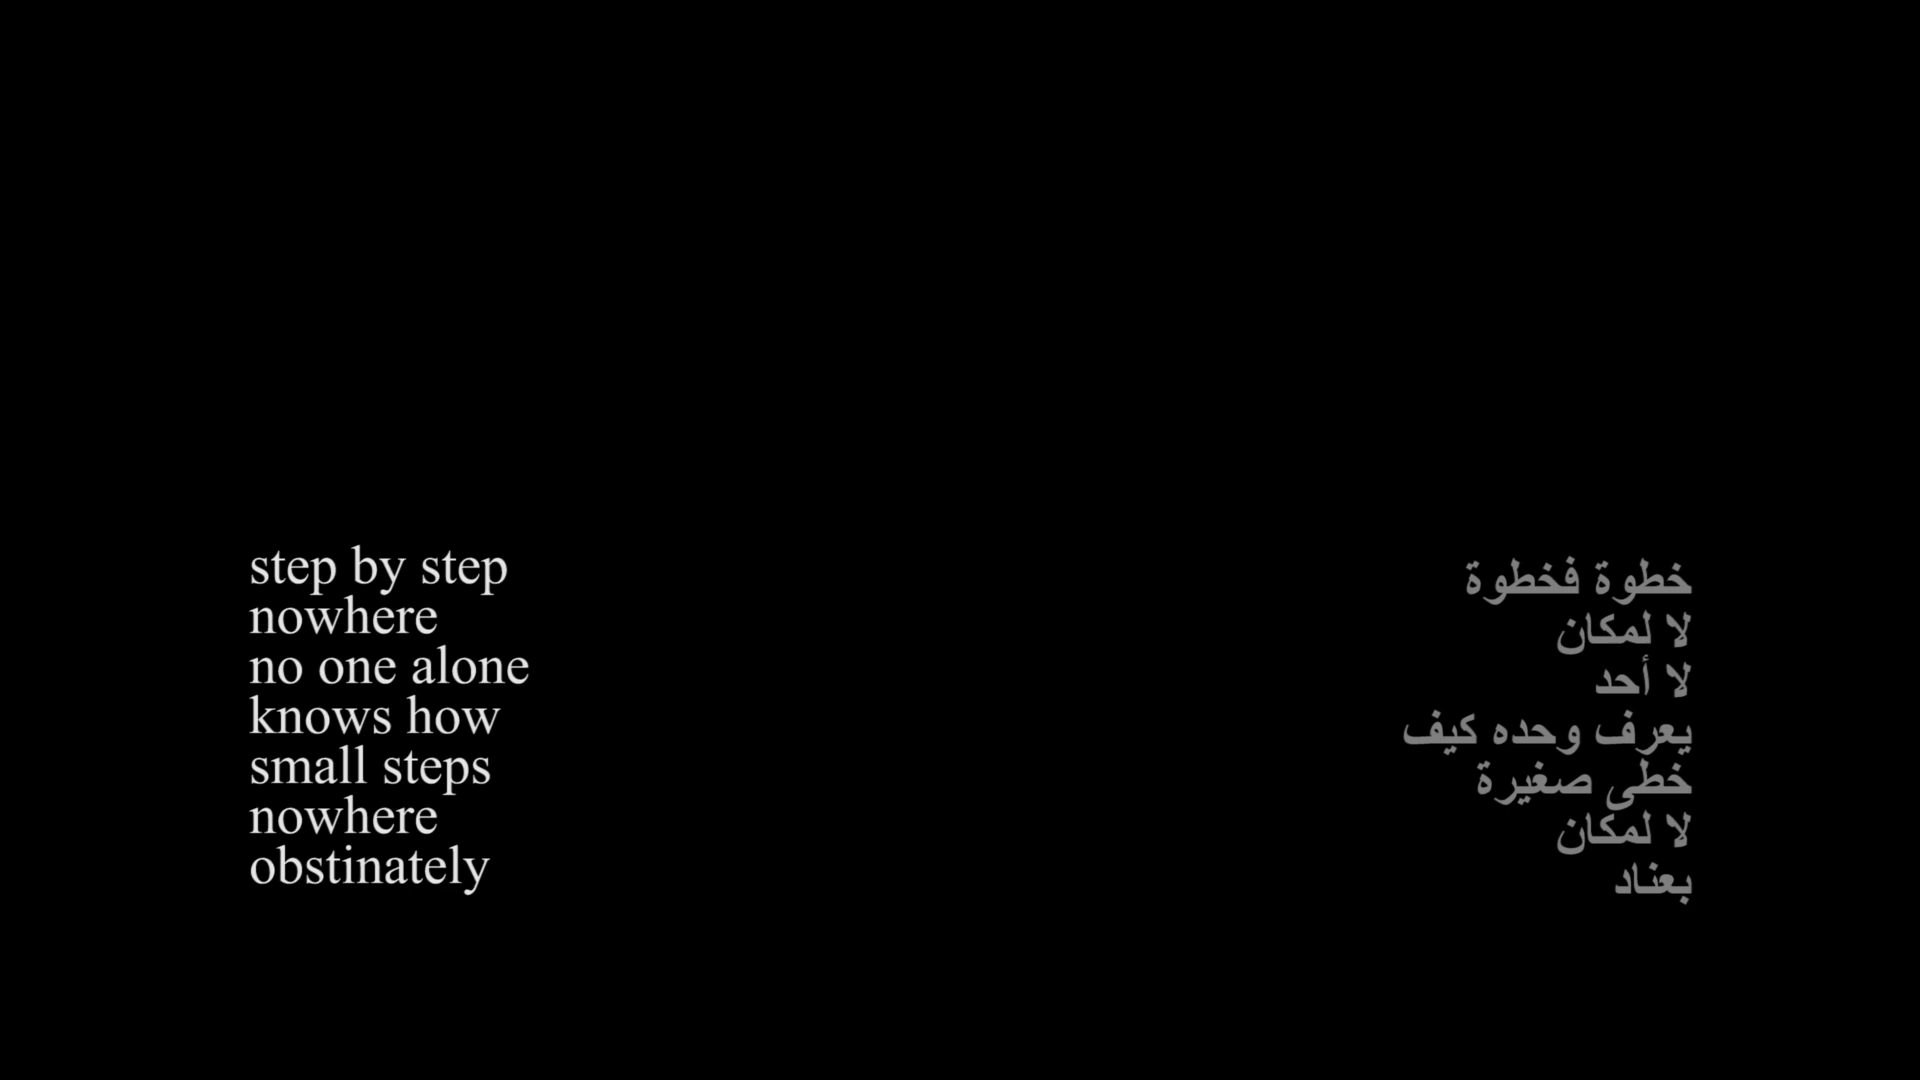 step by step
nowhere
no one alone
knows how
small steps
nowhere
obstinately
خطوة فخطوة
لا لمكان
لا أحد
يعرف وحده كيف
خطى صغيرة
لا لمكان
بعناد